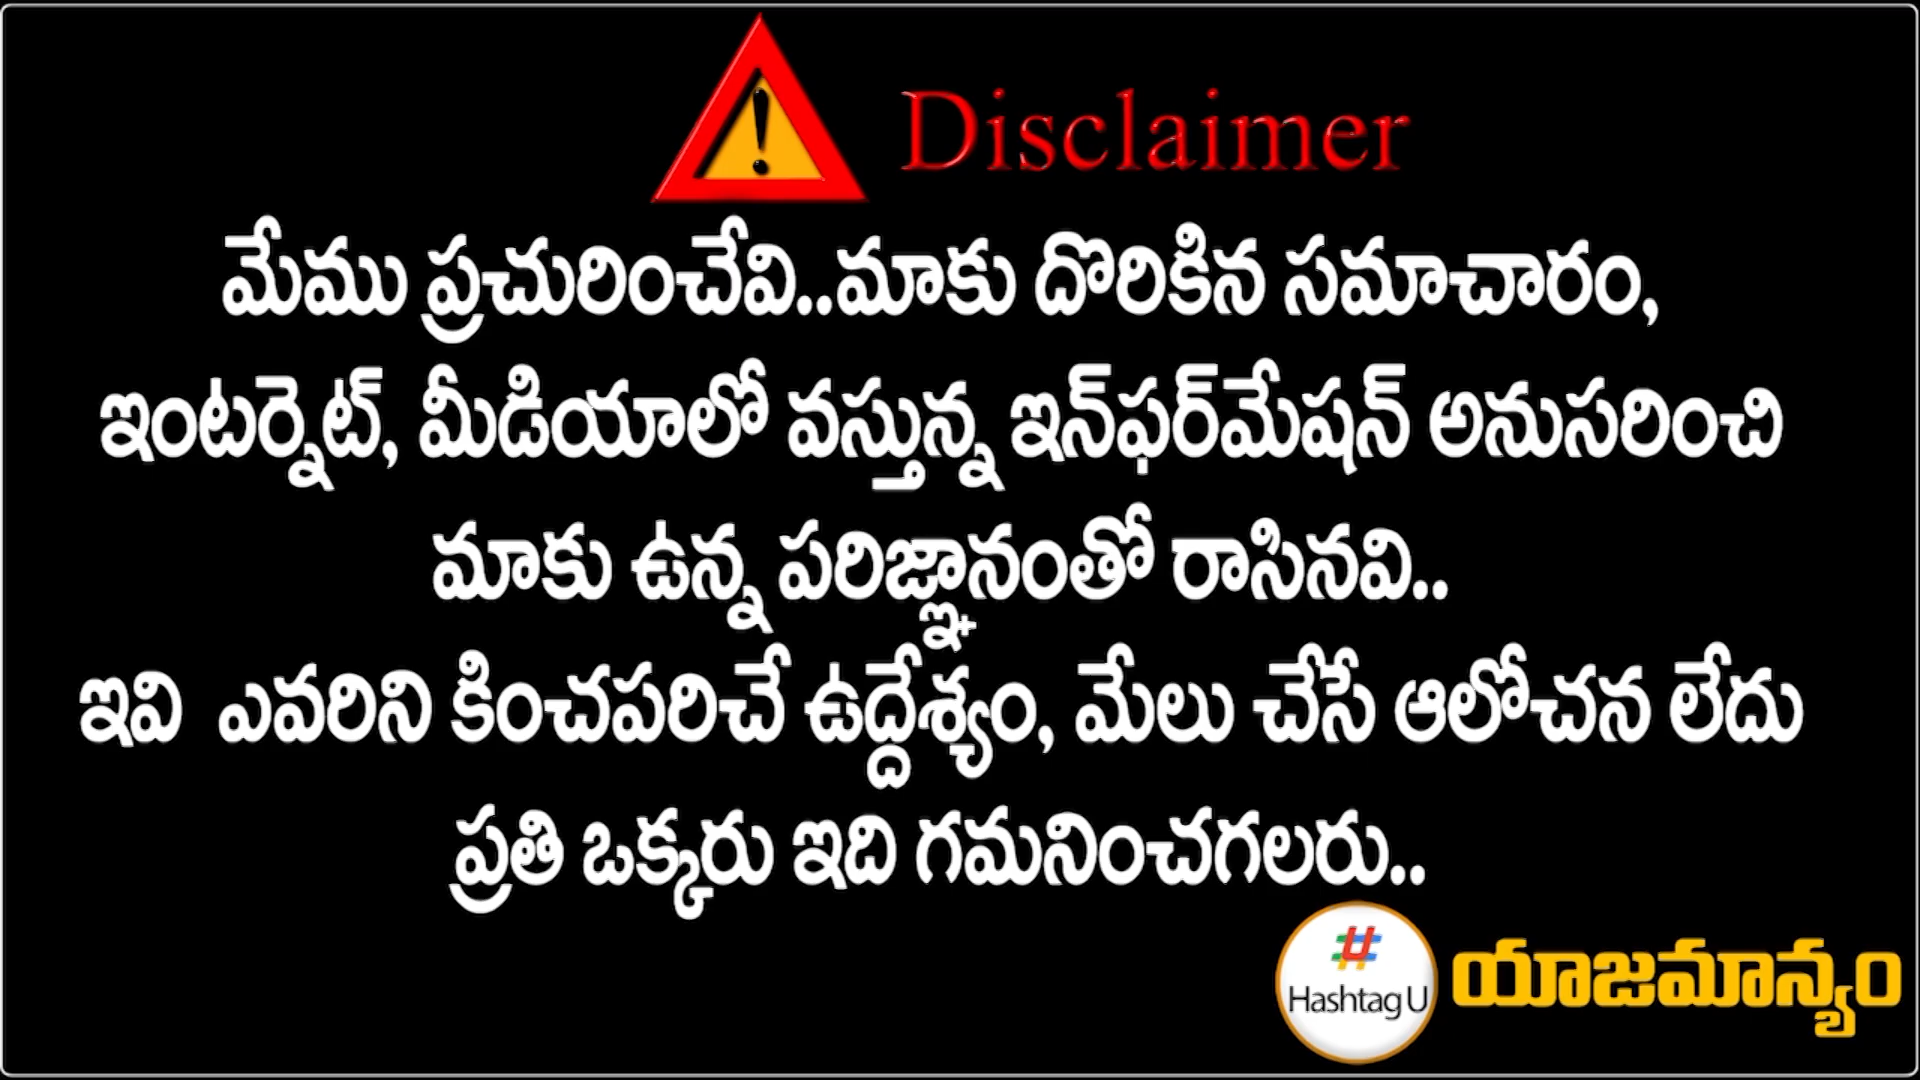 Disclaimer
మేము ప్రచురించేవి..మాకు దొరికిన సమాచారం,
ఇంటర్నెట్, మీడియాలో వస్తున్న ఇన్‌ఫర్‌మేషన్ అనుసరించి
మాకు ఉన్న పరిజ్ఞానంతో రాసినవి..
ఇవి ఎవరిని కించపరిచే ఉద్దేశ్యం, మేలు చేసే ఆలోచన లేదు
ప్రతి ఒక్కరు ఇది గమనించగలరు..
#
Hashtag U
యాజమాన్యం